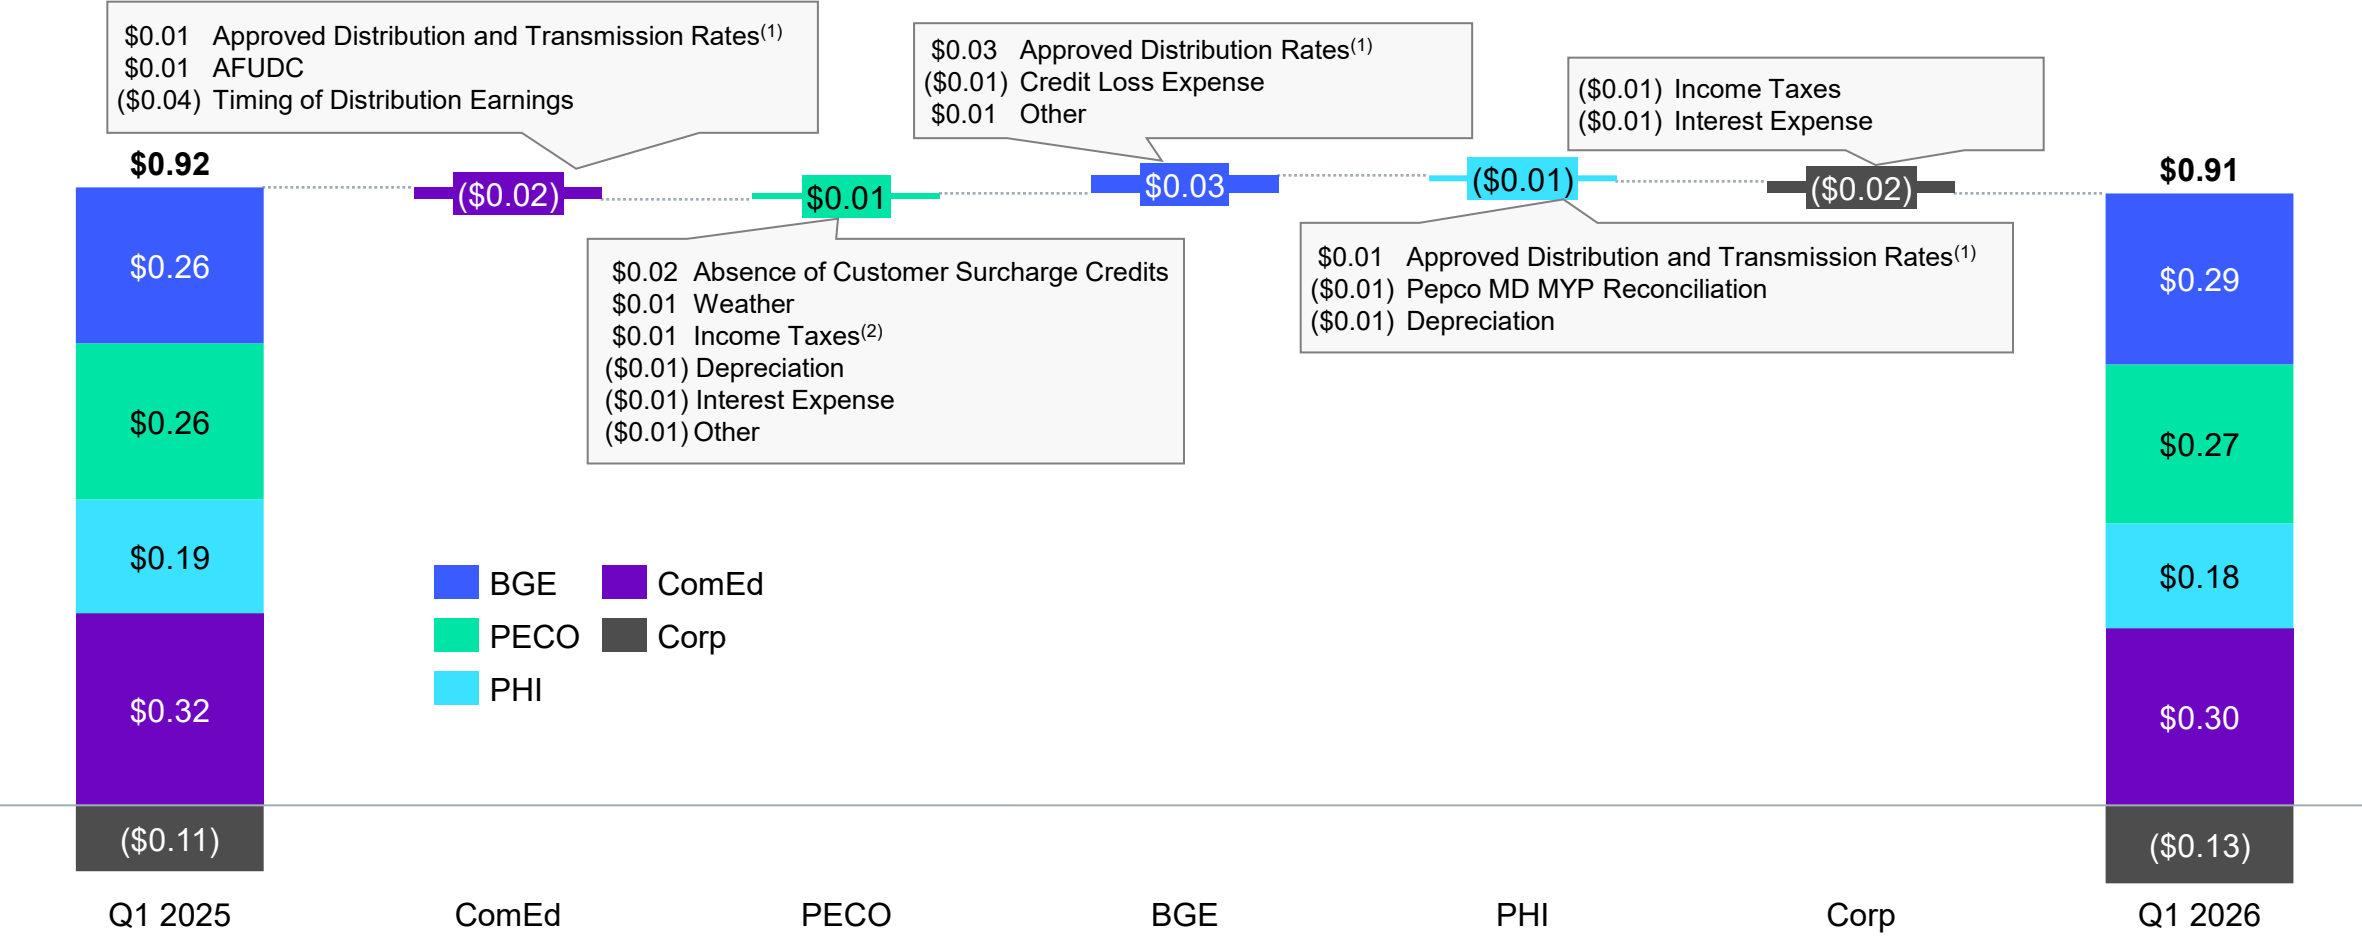 $0.01 Approved Distribution and Transmission Rates(1)
$0.01 AFUDC
($0.04) Timing of Distribution Earnings
$0.03 Approved Distribution Rates(1)
($0.01) Credit Loss Expense
$0.01 Other
($0.01) Income Taxes
($0.01) Interest Expense
$0.92
($0.02)
$0.01
$0.03
($0.01)
($0.02)
$0.91
$0.02 Absence of Customer Surcharge Credits
$0.01 Weather
$0.01 Income Taxes(2)
($0.01) Depreciation
($0.01) Interest Expense
($0.01) Other
$0.01 Approved Distribution and Transmission Rates(1)
($0.01) Pepco MD MYP Reconciliation
($0.01) Depreciation
$0.26
$0.26
$0.19
$0.32
($0.11)
BGE
ComEd
PECO
Corp
PHI
$0.29
$0.27
$0.18
$0.30
($0.13)
Q1 2025
ComEd
PECO
BGE
PHI
Corp
Q1 2026